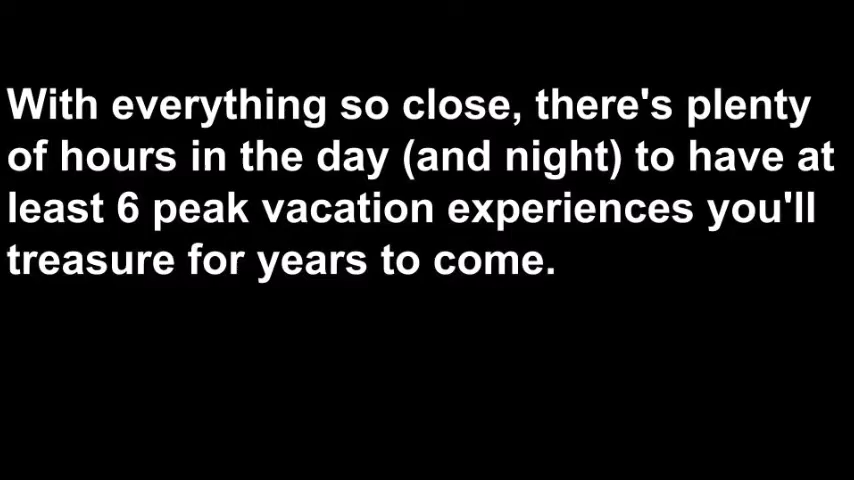 With everything so close, there's plenty
of hours in the day (and night) to have at
least 6 peak vacation experiences you'll
treasure for years to come.